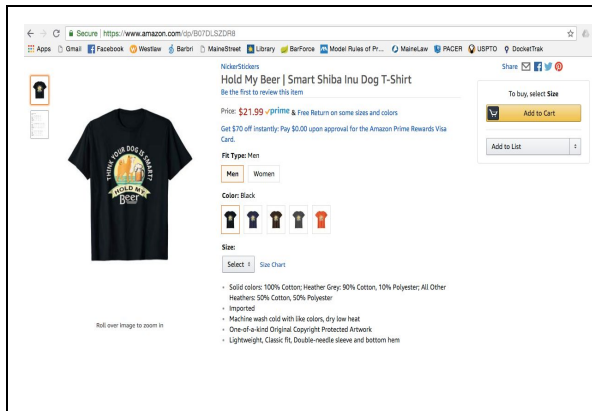 Secure https://www.amazon.com/dp/B07DLSZDR8
Apps Gmail Facebook Westlaw Barbri MaineStreet Library BarForce Model Rules of Pr... MaineLaw PACER USPTO DocketTrak
NickerStickers
Hold My Beer | Smart Shiba Inu Dog T-Shirt
Be the first to review this item
Price: $21.99 prime & Free Return on some sizes and colors
Get $70 off instantly: Pay $0.00 upon approval for the Amazon Prime Rewards Visa
Card.
Fit Type: Men
Men Women
Color: Black
Size:
Select Size Chart
• Solid colors: 100% Cotton; Heather Grey: 90% Cotton, 10% Polyester; All Other
Heathers: 50% Cotton, 50% Polyester
• Imported
• Machine wash cold with like colors, dry low heat
• One-of-a-kind Original Copyright Protected Artwork
• Lightweight, Classic fit, Double-needle sleeve and bottom hem
THINK YOUR DOG IS SMART?
HOLD MY
Beer
Roll over image to zoom in
Share
To buy, select Size
Add to Cart
Add to List